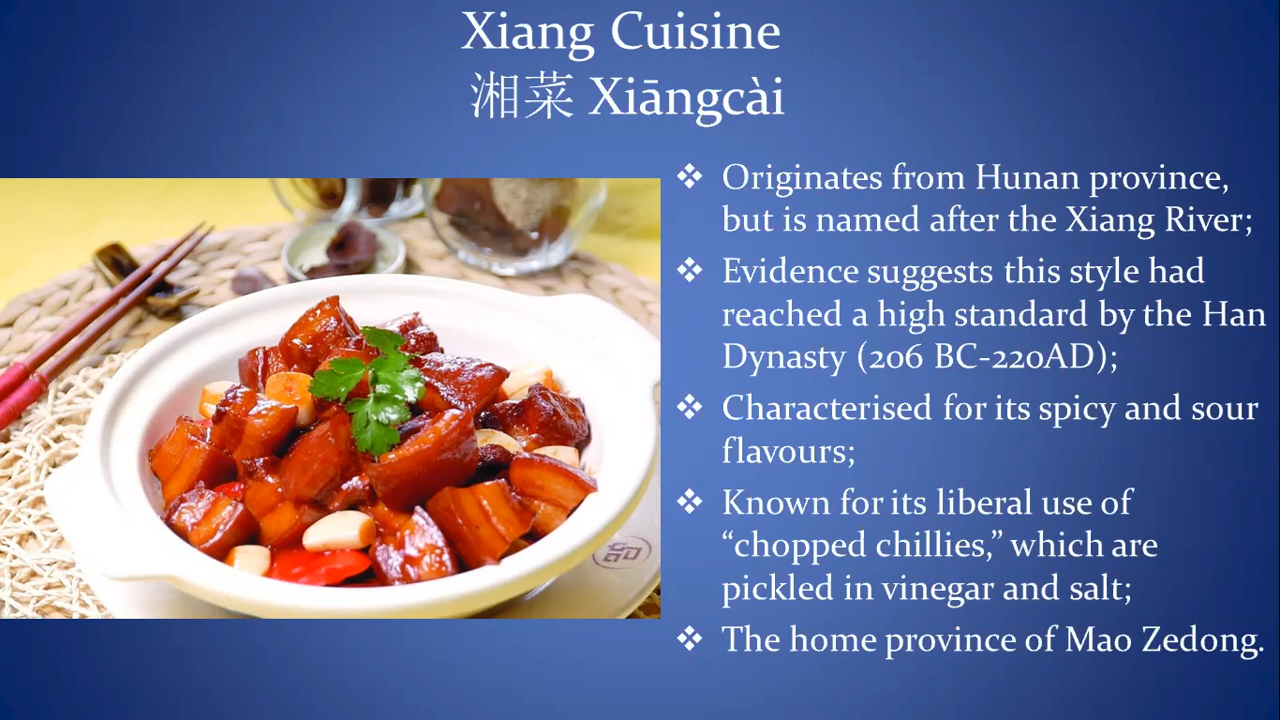 Xiang Cuisine
湘菜 Xiāngcài
❖ Originates from Hunan province,
but is named after the Xiang River;
❖ Evidence suggests this style had
reached a high standard by the Han
Dynasty (206 BC-220AD);
❖ Characterised for its spicy and sour
flavours;
❖ Known for its liberal use of
“chopped chillies,” which are
pickled in vinegar and salt;
❖ The home province of Mao Zedong.